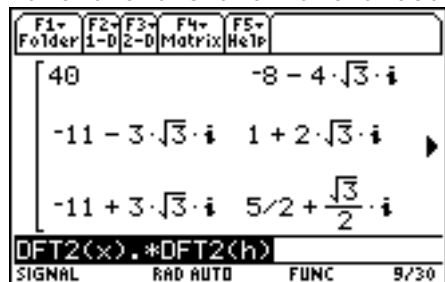 F1▾ F2▾ F3▾ F4▾ F5▾
Folder 1-D 2-D Matrix Help
40 ⁻8 − 4·√3·i
⁻11 − 3·√3·i 1 + 2·√3·i
⁻11 + 3·√3·i 5/2 + √3/2·i
DFT2(x).*DFT2(h)
SIGNAL RAD AUTO FUNC 9/30